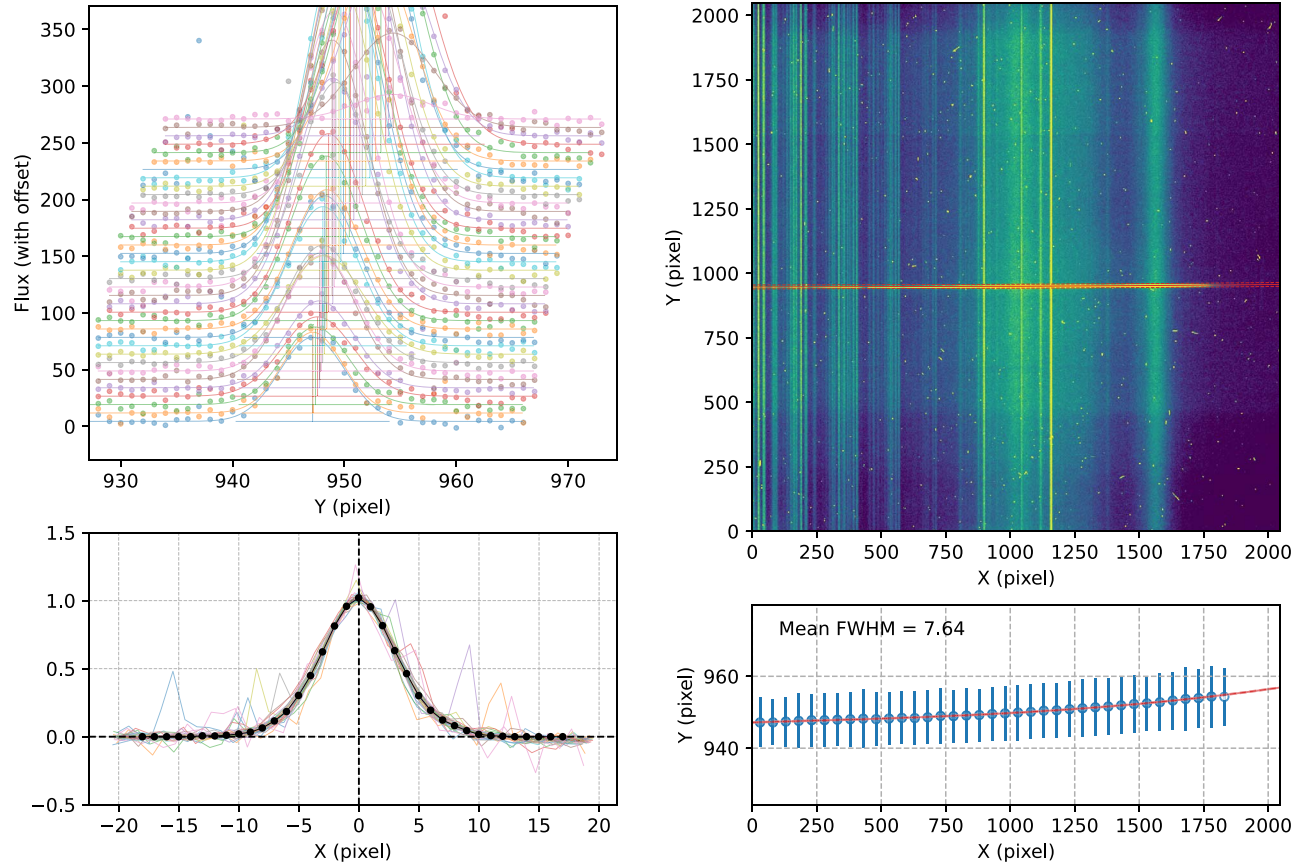 350
300
250
200
150
100
50
0
Flux (with offset)
930 940 950 960 970
Y (pixel)
2000
1750
1500
1250
1000
750
500
250
0
Y (pixel)
0 250 500 750 1000 1250 1500 1750 2000
X (pixel)
1.5
1.0
0.5
0.0
−0.5
−20 −15 −10 −5 0 5 10 15 20
X (pixel)
Mean FWHM = 7.64
960
940
Y (pixel)
0 250 500 750 1000 1250 1500 1750 2000
X (pixel)